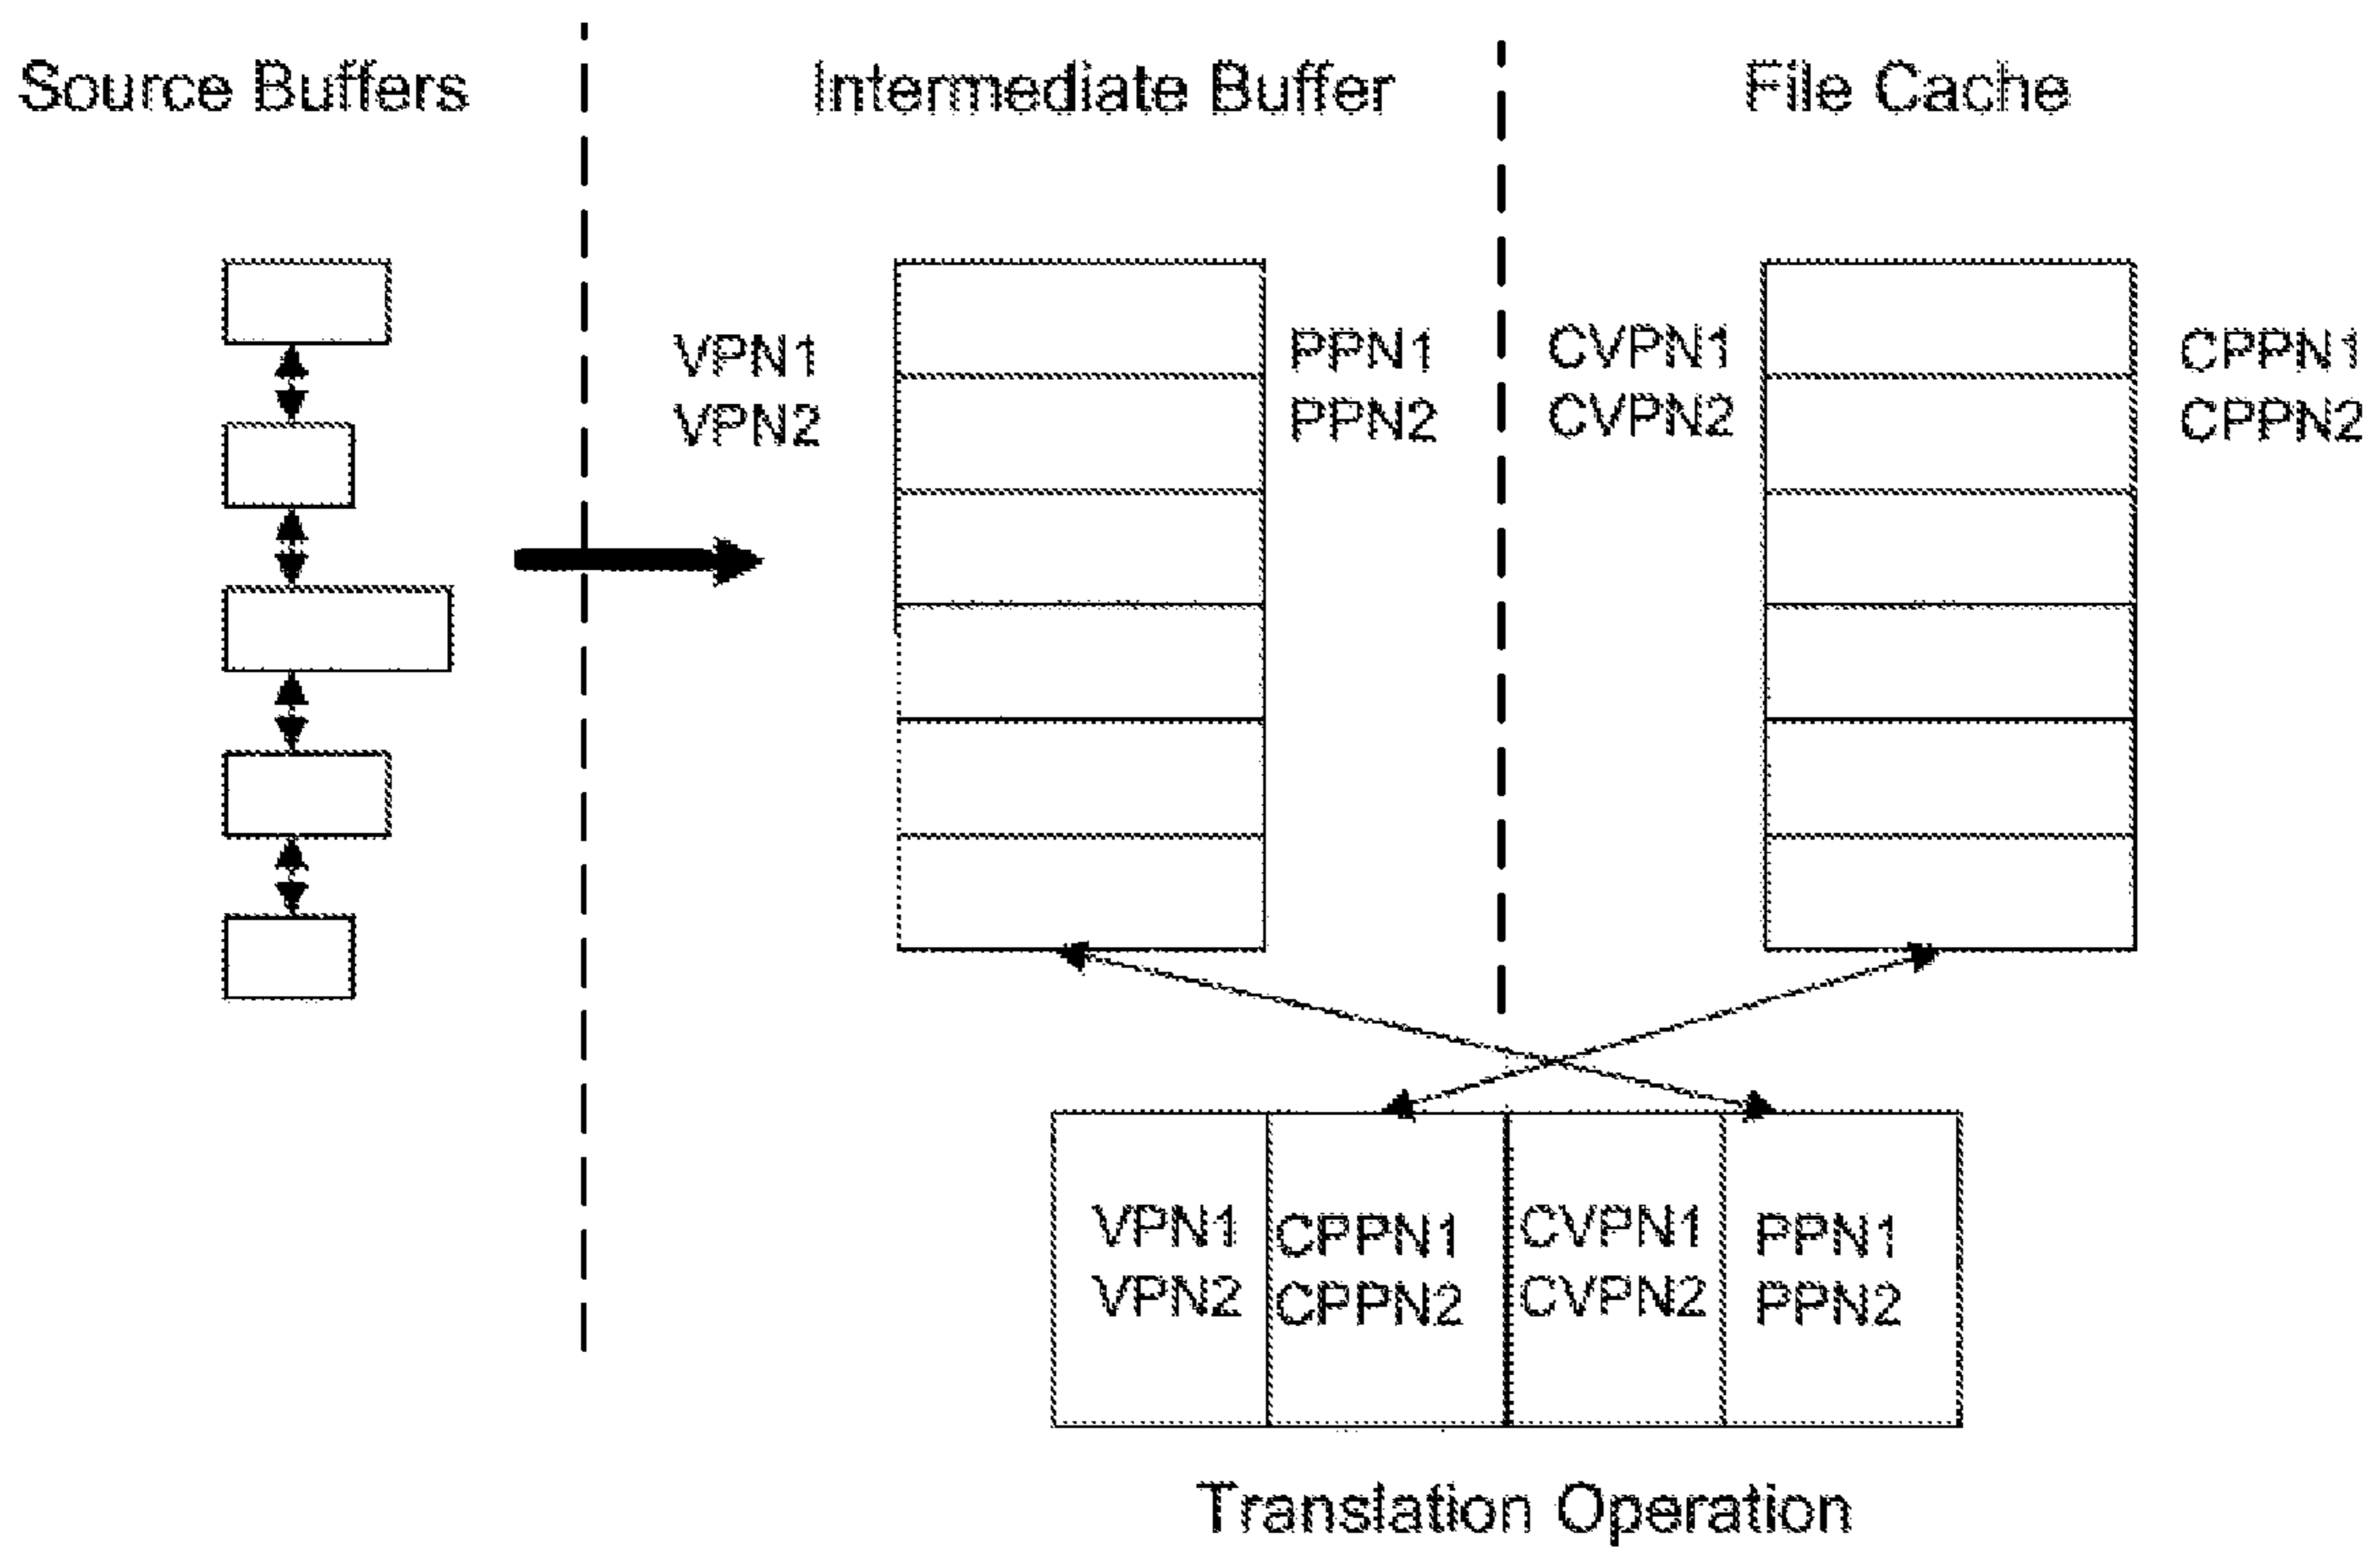 Source Buffers
Intermediate Buffer
File Cache
VPN1
VPN2
PPN1
PPN2
CVPN1
CVPN2
CPPN1
CPPN2
VPN1
VPN2
CPPN1
CPPN2
CVPN1
CVPN2
PPN1
PPN2
Translation Operation